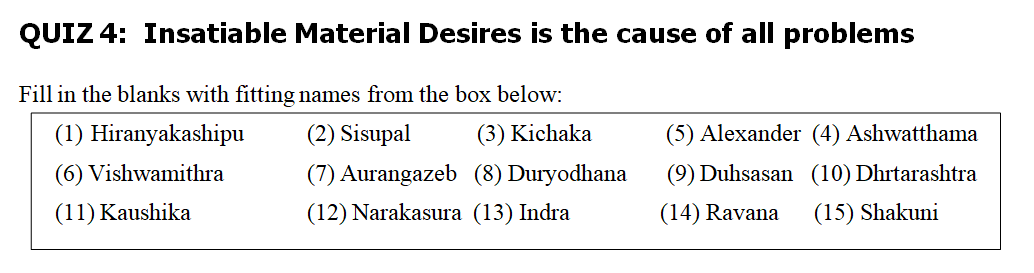 QUIZ 4: Insatiable Material Desires is the cause of all problems
Fill in the blanks with fitting names from the box below:
(1) Hiranyakashipu (2) Sisupal (3) Kichaka (5) Alexander (4) Ashwatthama
(6) Vishwamithra (7) Aurangazeb (8) Duryodhana (9) Duhsasan (10) Dhrtarashtra
(11) Kaushika (12) Narakasura (13) Indra (14) Ravana (15) Shakuni